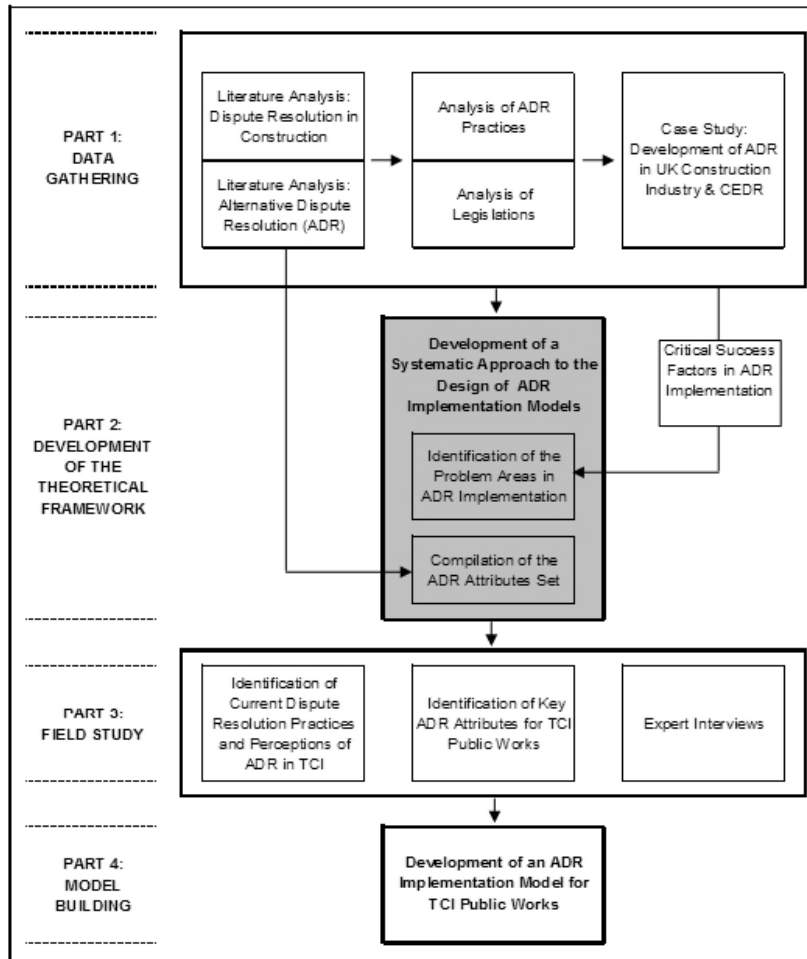 PART 1:
DATA
GATHERING
Literature Analysis:
Dispute Resolution in
Construction
Literature Analysis:
Alternative Dispute
Resolution (ADR)
Analysis of ADR
Practices
Analysis of
Legislations
Case Study:
Development of ADR
in UK Construction
Industry & CEDR
PART 2:
DEVELOPMENT
OF THE
THEORETICAL
FRAMEWORK
Development of a
Systematic Approach to the
Design of ADR
Implementation Models
Identification of the
Problem Areas in
ADR Implementation
Compilation of the
ADR Attributes Set
Critical Success
Factors in ADR
Implementation
PART 3:
FIELD STUDY
Identification of
Current Dispute
Resolution Practices
and Perceptions of
ADR in TCI
Identification of Key
ADR Attributes for TCI
Public Works
Expert Interviews
PART 4:
MODEL
BUILDING
Development of an ADR
Implementation Model for
TCI Public Works